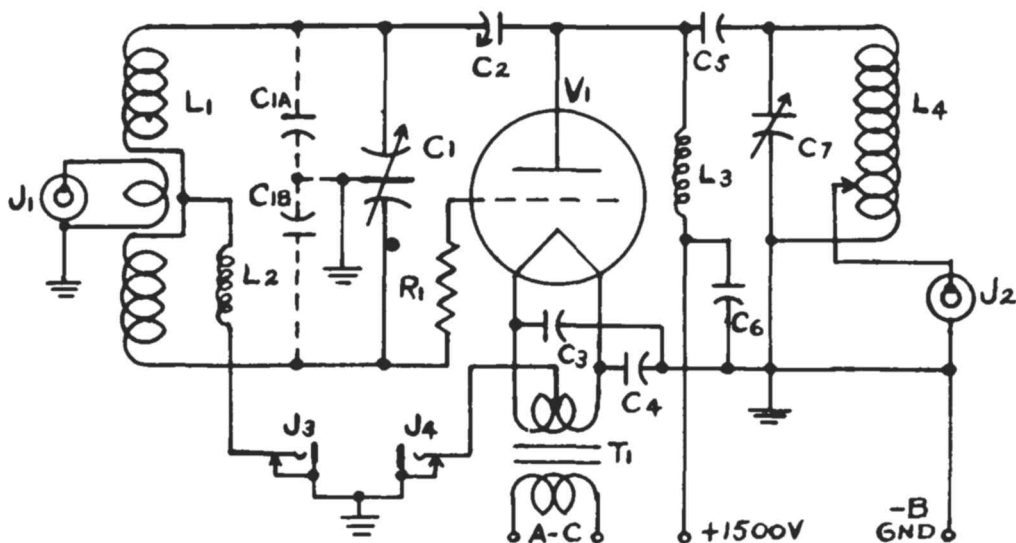 C2
C5
V1
L1
C1A
C1
C7
L4
L3
C1B
J1
L2
R1
J2
C3
C6
C4
J3
J4
T1
A-C
+1500V
-B
GND